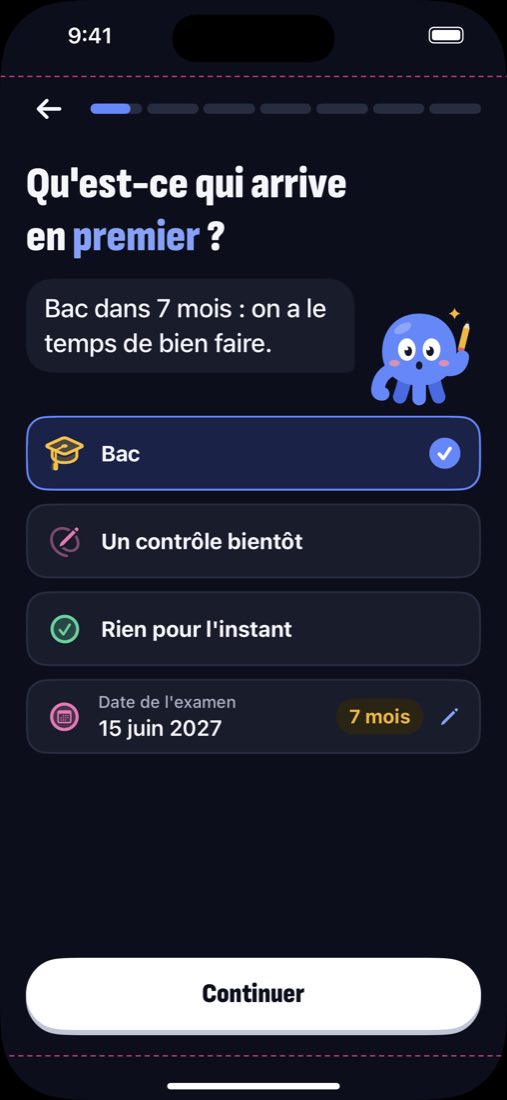 9:41
Qu'est-ce qui arrive
en premier ?
Bac dans 7 mois : on a le
temps de bien faire.
Bac
Un contrôle bientôt
Rien pour l'instant
Date de l'examen
15 juin 2027
7 mois
Continuer